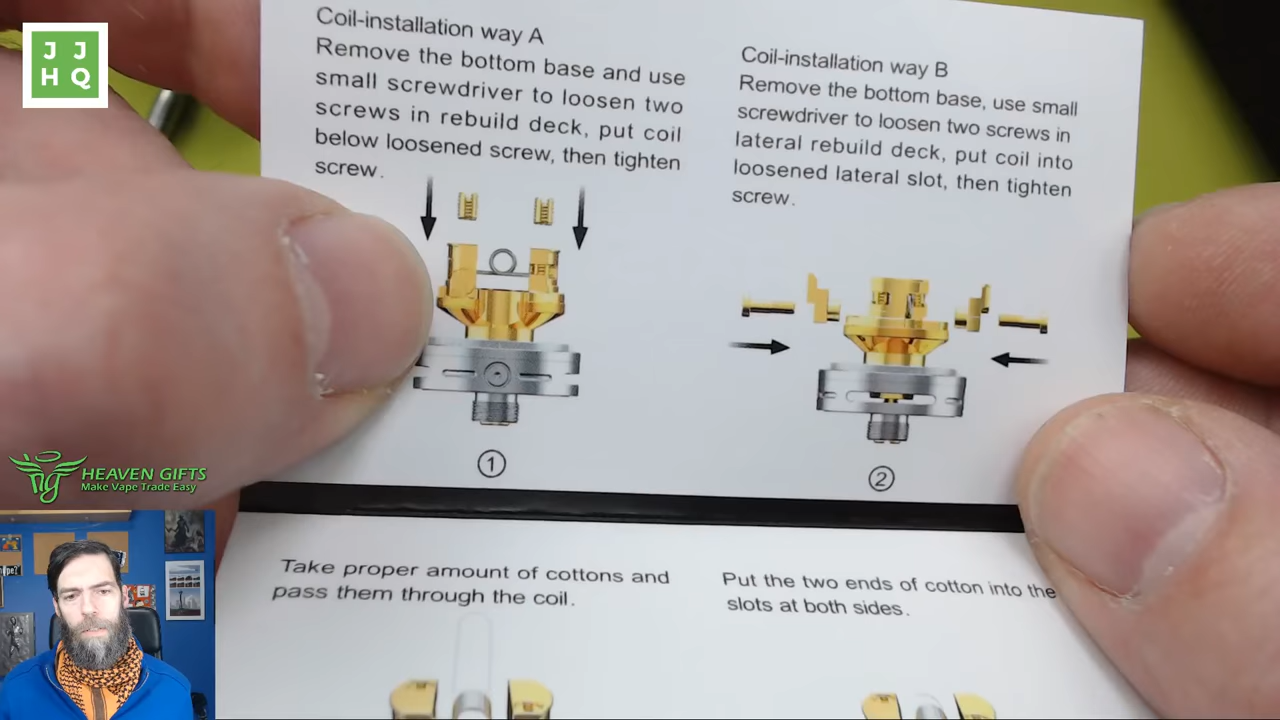 J J
H Q
Coil-installation way A
Remove the bottom base and use
small screwdriver to loosen two
screws in rebuild deck, put coil
below loosened screw, then tighten
screw.
Coil-installation way B
Remove the bottom base, use small
screwdriver to loosen two screws in
lateral rebuild deck, put coil into
loosened lateral slot, then tighten
screw.
1
2
HEAVEN GIFTS
Make Vape Trade Easy
Take proper amount of cottons and
pass them through the coil.
Put the two ends of cotton into the
slots at both sides.